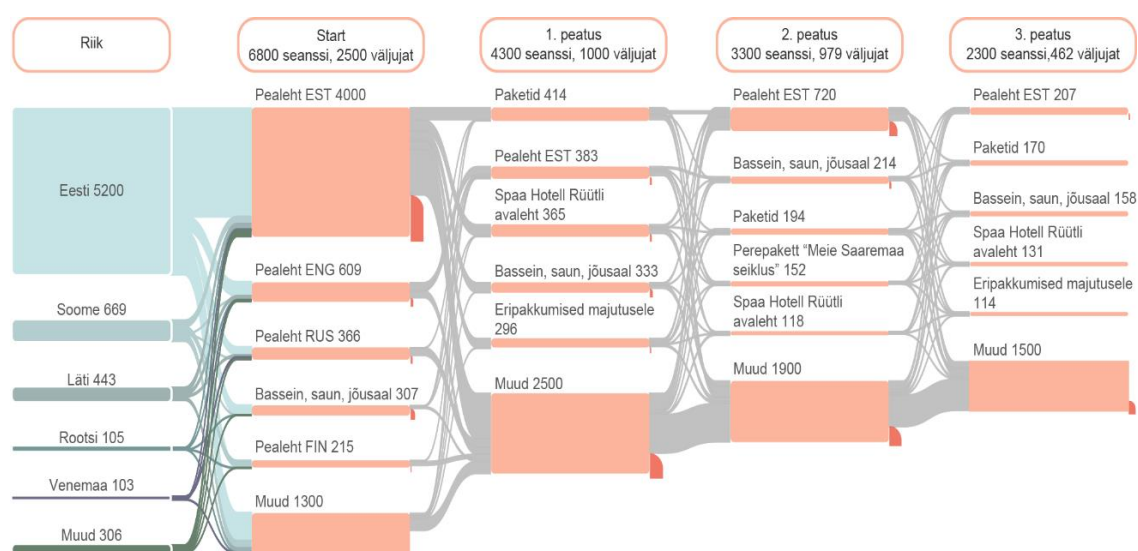 Riik
Start
6800 seanssi, 2500 väljujat
1. peatus
4300 seanssi, 1000 väljujat
2. peatus
3300 seanssi, 979 väljujat
3. peatus
2300 seanssi,462 väljujat
Eesti 5200
Soome 669
Läti 443
Rootsi 105
Venemaa 103
Muud 306
Pealeht EST 4000
Pealeht ENG 609
Pealeht RUS 366
Bassein, saun, jõusaal 307
Pealeht FIN 215
Muud 1300
Paketid 414
Pealeht EST 383
Spaa Hotell Rüütli
avaleht 365
Bassein, saun, jõusaal 333
Eripakkumised majutusele
296
Muud 2500
Pealeht EST 720
Bassein, saun, jõusaal 214
Paketid 194
Perepakett “Meie Saaremaa
seiklus” 152
Spaa Hotell Rüütli
avaleht 118
Muud 1900
Pealeht EST 207
Paketid 170
Bassein, saun, jõusaal 158
Spaa Hotell Rüütli
avaleht 131
Eripakkumised majutusele
114
Muud 1500